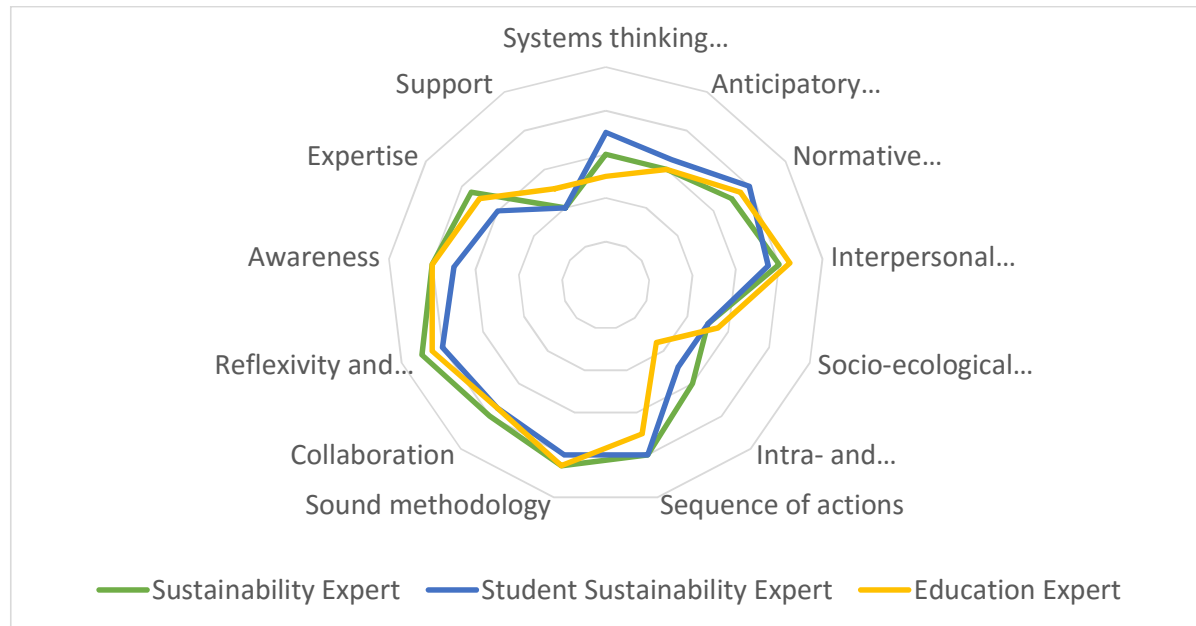 Systems thinking...
Support
Anticipatory...
Expertise
Normative...
Awareness
Interpersonal...
Reflexivity and...
Socio-ecological...
Collaboration
Intra- and...
Sound methodology
Sequence of actions
Sustainability Expert
Student Sustainability Expert
Education Expert